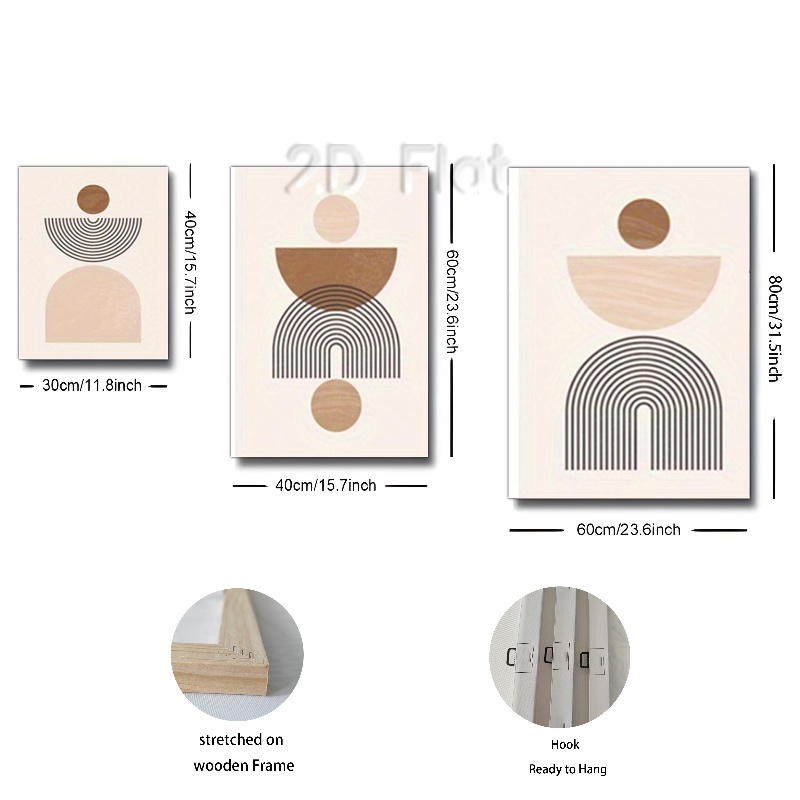 2D Flat
40cm/15.7inch
30cm/11.8inch
60cm/23.6inch
40cm/15.7inch
80cm/31.5inch
60cm/23.6inch
stretched on
wooden Frame
Hook
Ready to Hang